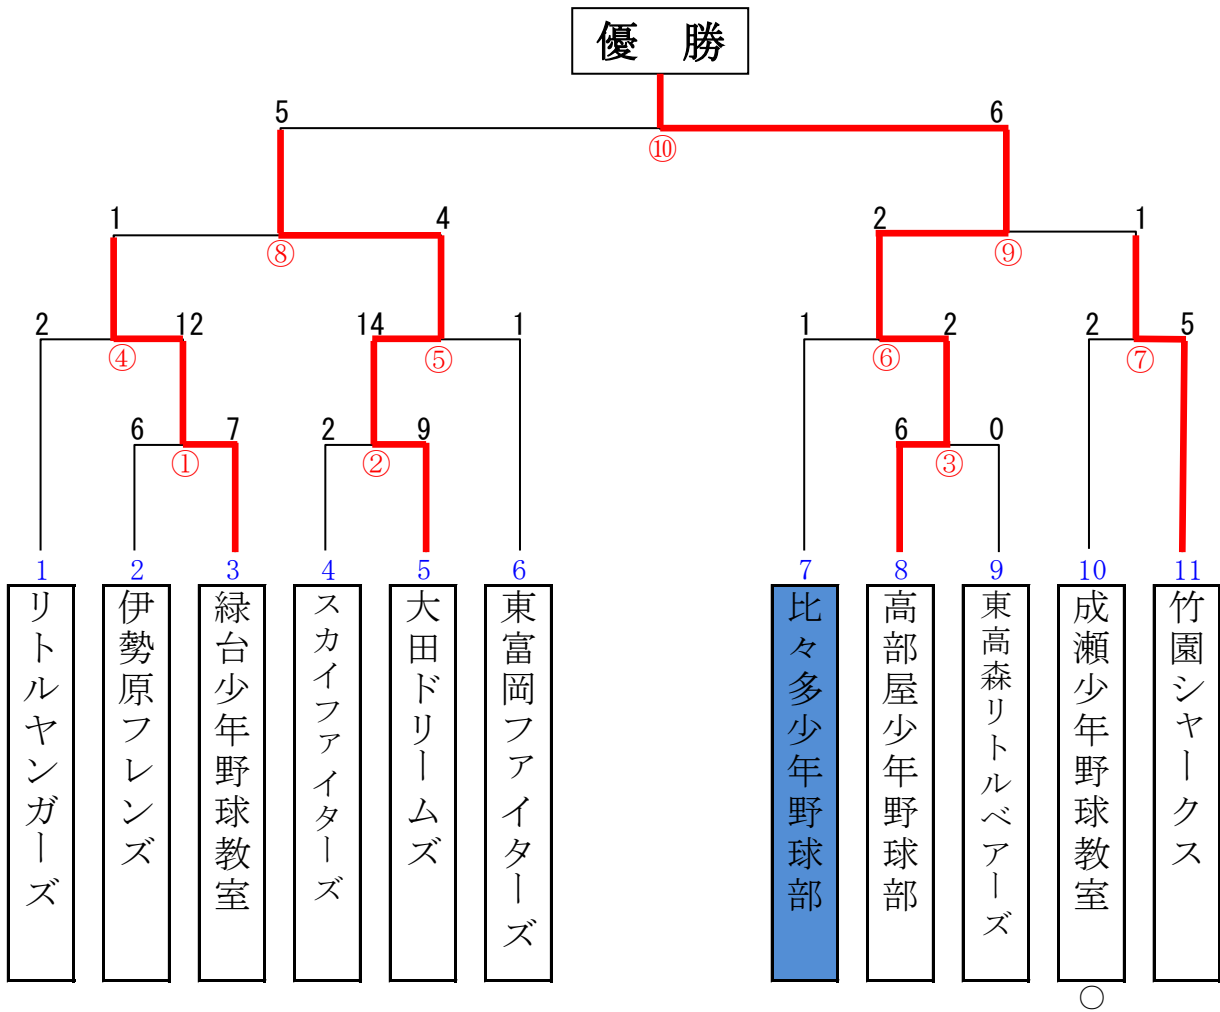 優 勝
5 6
⑩
1 4 2 1
⑧ ⑨
2 12 14 1 1 2 2 5
④ ⑤ ⑥ ⑦
6 7 2 9 6 0
① ② ③
1 2 3 4 5 6 7 8 9 10 11
リトルヤンガーズ
伊勢原フレンズ
緑台少年野球教室
スカイファイターズ
大田ドリームズ
東富岡ファイターズ
比々多少年野球部
高部屋少年野球部
東高森リトルベアーズ
成瀬少年野球教室
竹園シャークス
○